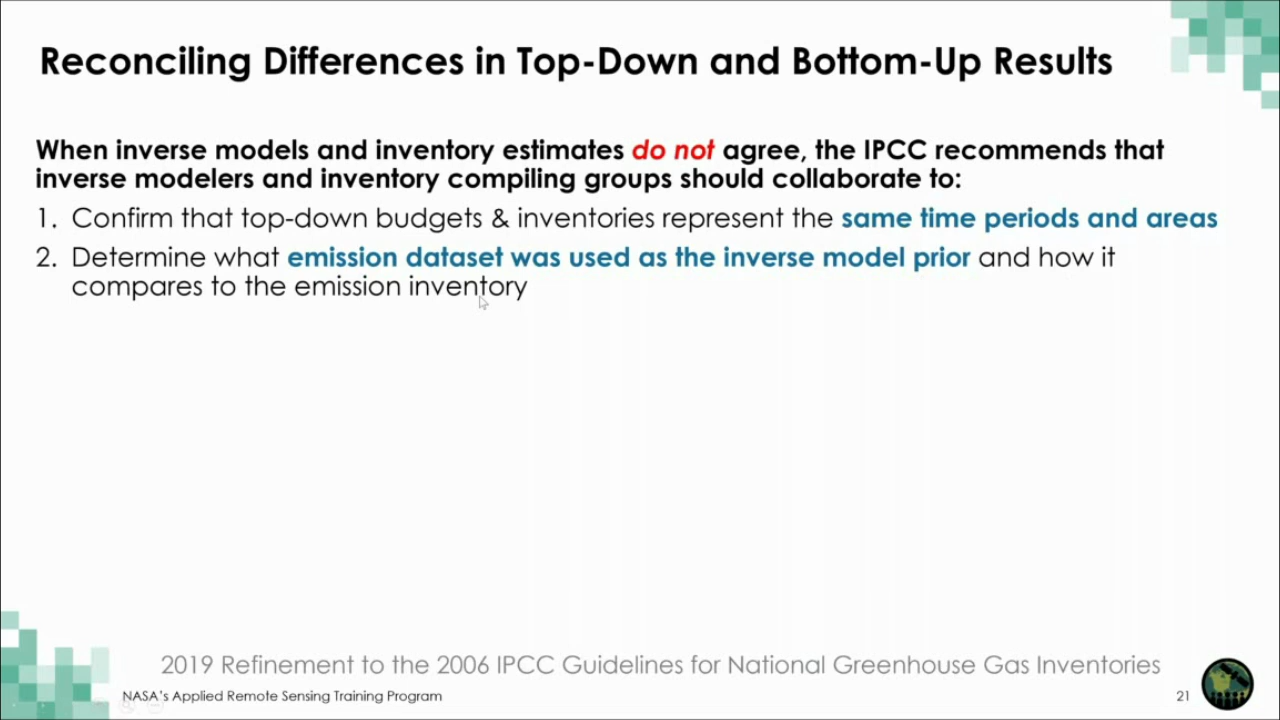 Reconciling Differences in Top-Down and Bottom-Up Results
When inverse models and inventory estimates do not agree, the IPCC recommends that
inverse modelers and inventory compiling groups should collaborate to:
1. Confirm that top-down budgets & inventories represent the same time periods and areas
2. Determine what emission dataset was used as the inverse model prior and how it
compares to the emission inventory
2019 Refinement to the 2006 IPCC Guidelines for National Greenhouse Gas Inventories
NASA's Applied Remote Sensing Training Program
21